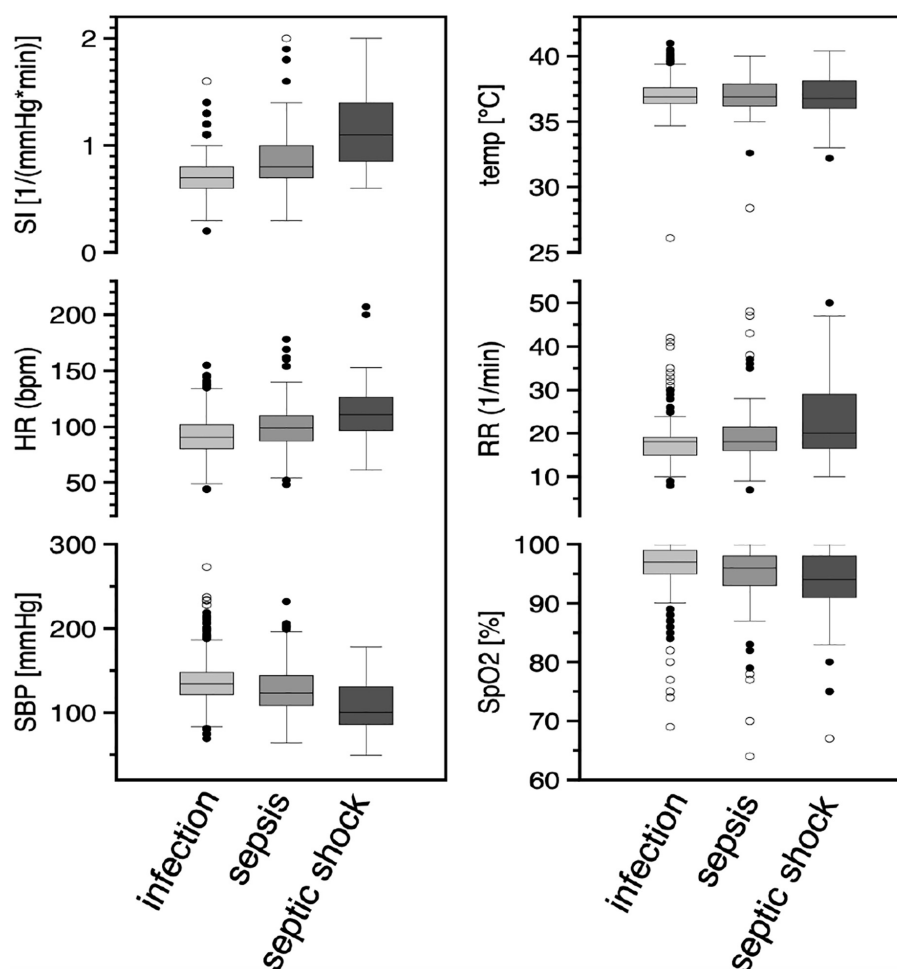 SI [1/(mmHg*min)]
2
1
0
HR (bpm)
200
150
100
50
SBP [mmHg]
300
200
100
infection
sepsis
septic shock
temp [°C]
40
35
30
25
RR (1/min)
50
40
30
20
10
SpO2 [%]
100
90
80
70
60
infection
sepsis
septic shock